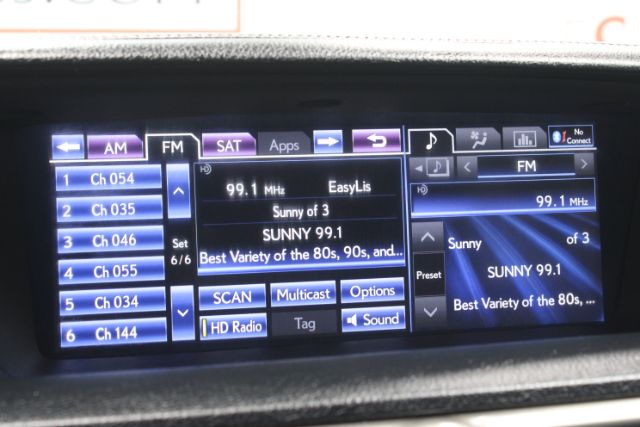 AM FM SAT Apps
1 Ch 054
2 Ch 035
3 Ch 046
4 Ch 055
5 Ch 034
6 Ch 144
Set
6/6
HD
99.1 MHz EasyLis
Sunny of 3
SUNNY 99.1
Best Variety of the 80s, 90s, and...
SCAN Multicast Options
HD Radio Tag Sound
No
Connect
FM
HD
99.1 MHz
Preset
Sunny of 3
SUNNY 99.1
Best Variety of the 80s, ...